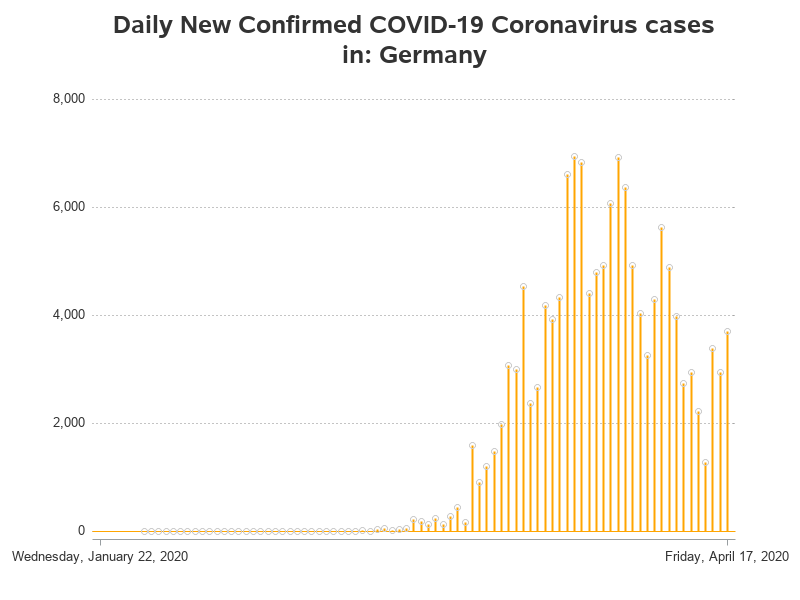 Daily New Confirmed COVID-19 Coronavirus cases
in: Germany
8,000
6,000
4,000
2,000
0
Wednesday, January 22, 2020
Friday, April 17, 2020